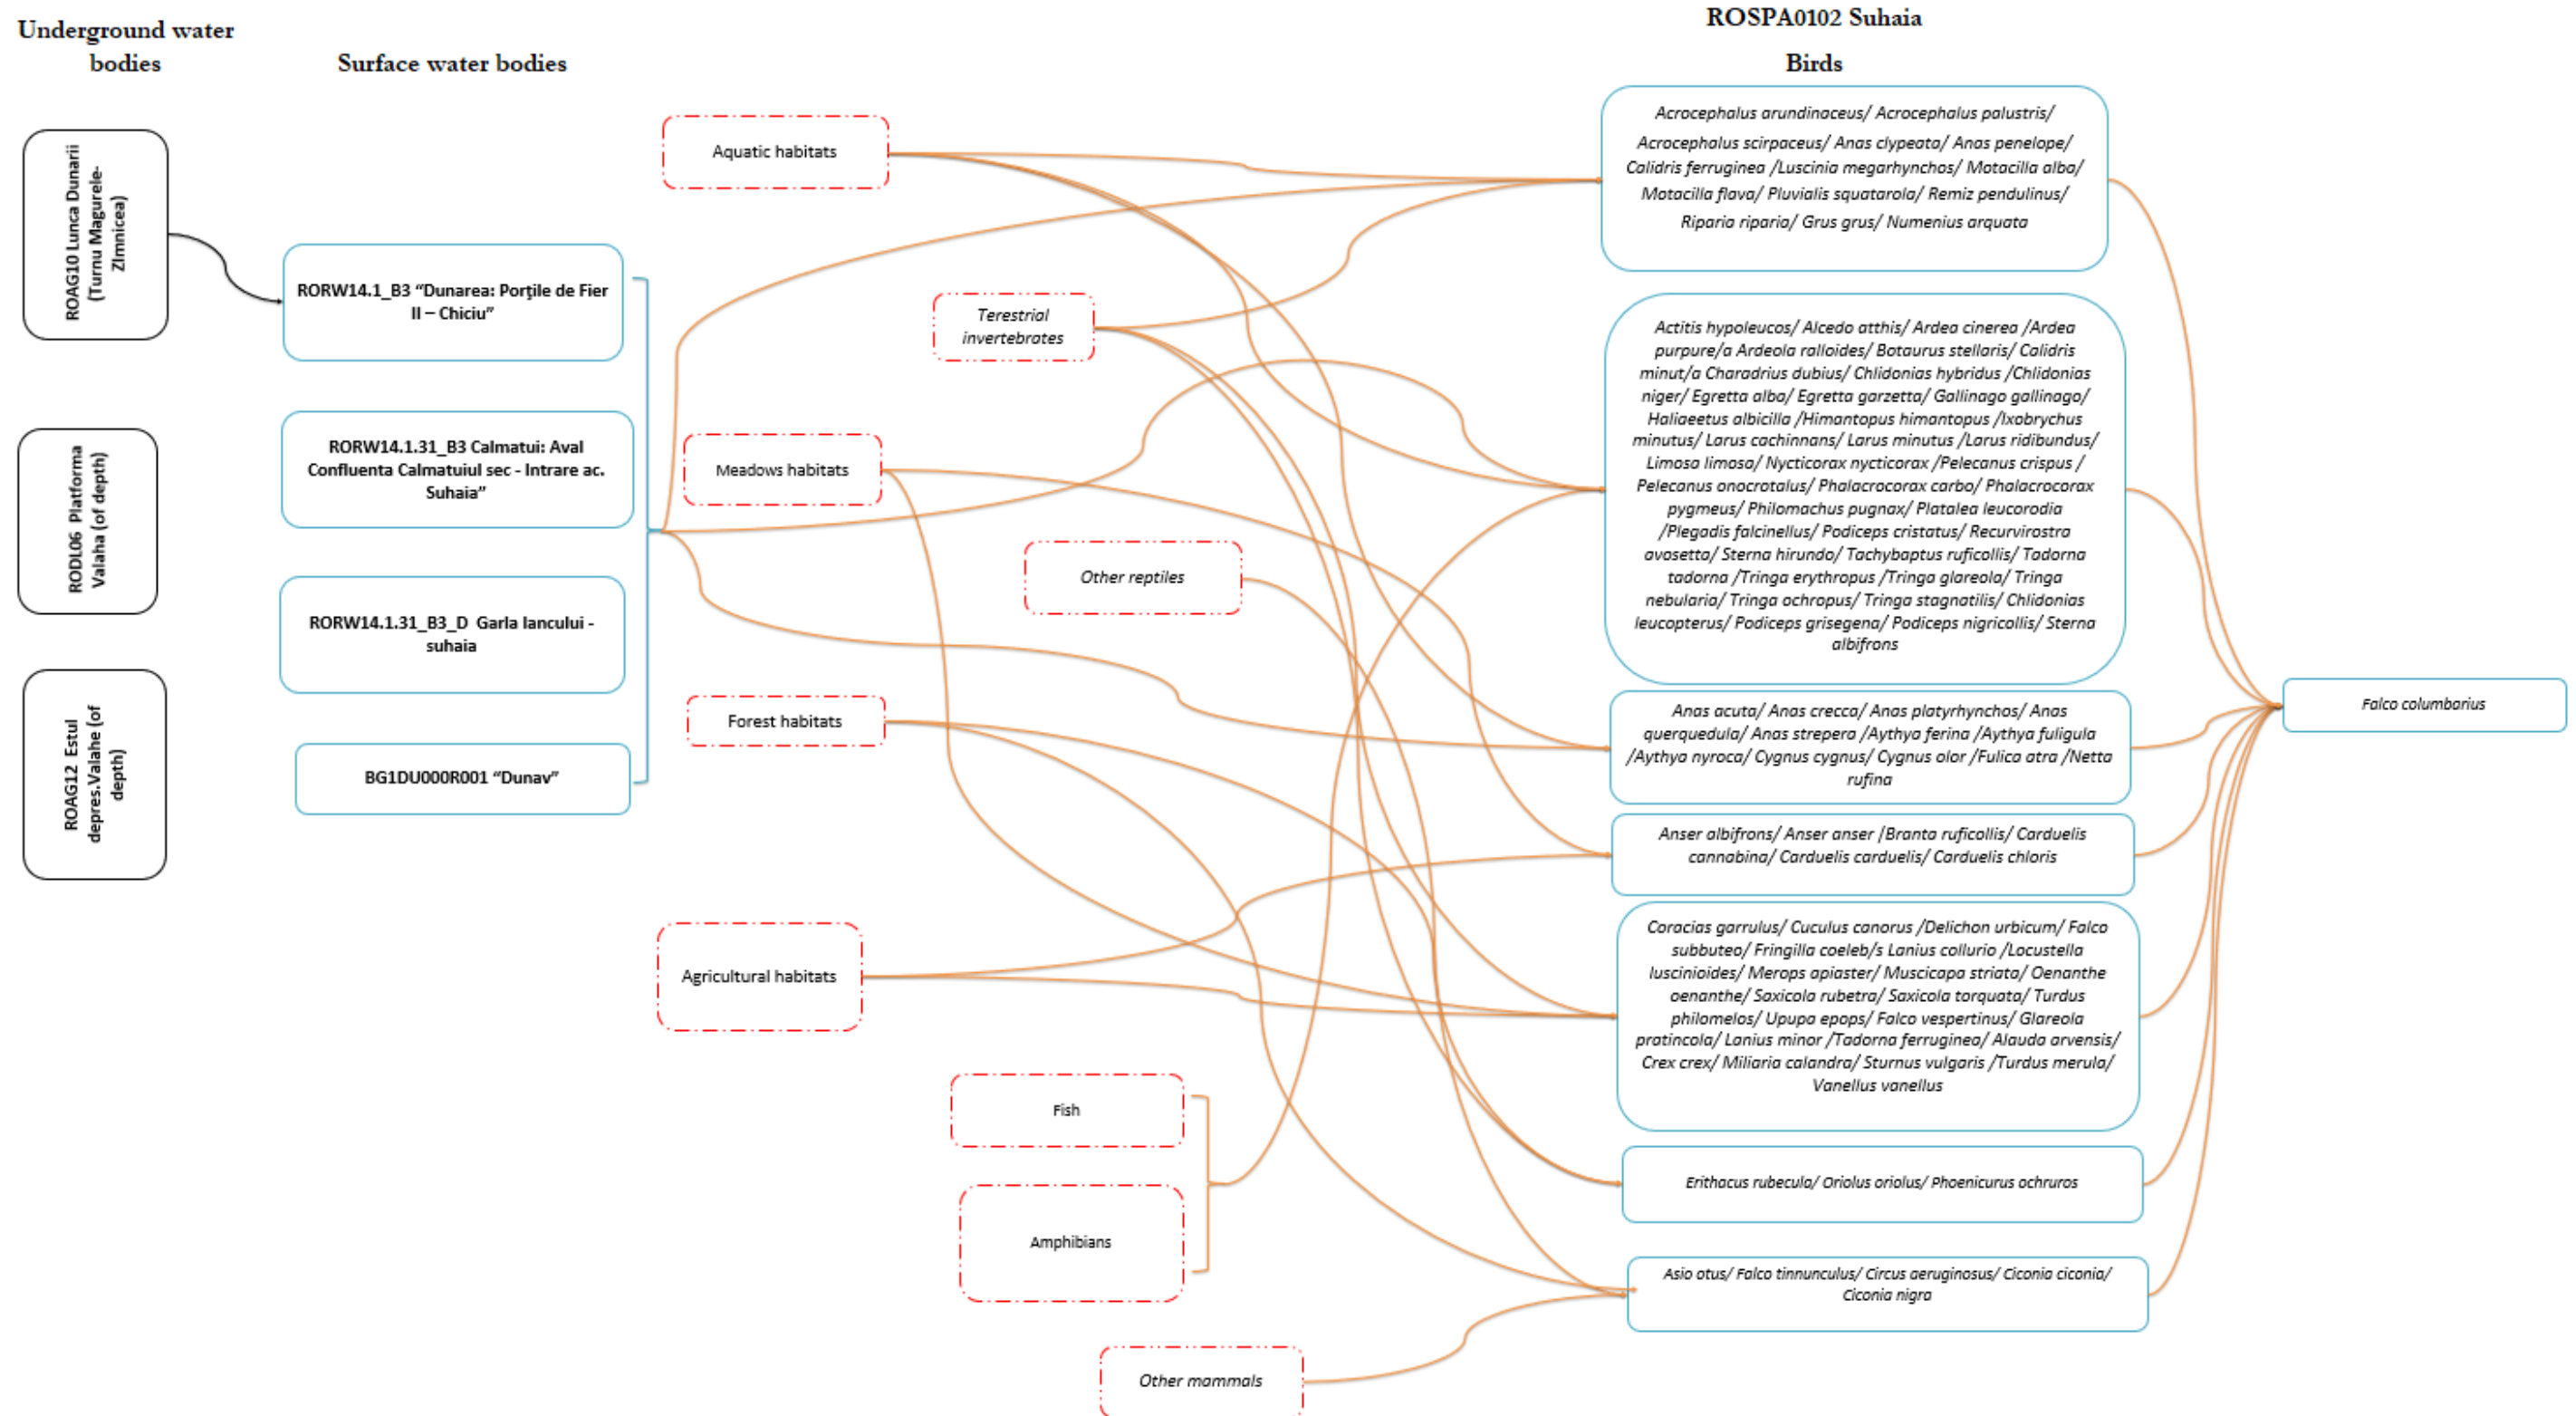 ROSPA0102 Suhaia
Underground water
bodies
Surface water bodies
Birds
ROAG10 Lunca Dunarii
(Turnu Magurele-
ZImnicea)
RODL06 Platforma
Valaha (of depth)
ROAG12 Estul
depres.Valahe (of
depth)
RORW14.1_B3 “Dunarea: Porţile de Fier
II – Chiciu”
RORW14.1.31_B3 Calmatui: Aval
Confluenta Calmatuiul sec - Intrare ac.
Suhaia”
RORW14.1.31_B3_D Garla Iancului -
suhaia
BG1DU000R001 “Dunav”
Aquatic habitats
Terestrial
invertebrates
Meadows habitats
Other reptiles
Forest habitats
Agricultural habitats
Fish
Amphibians
Other mammals
Acrocephalus arundinaceus/ Acrocephalus palustris/
Acrocephalus scirpaceus/ Anas clypeata/ Anas penelope/
Calidris ferruginea /Luscinia megarhynchos/ Motacilla alba/
Motacilla flava/ Pluvialis squatarola/ Remiz pendulinus/
Riparia riparia/ Grus grus/ Numenius arquata
Actitis hypoleucos/ Alcedo atthis/ Ardea cinerea /Ardea
purpure/a Ardeola ralloides/ Botaurus stellaris/ Calidris
minut/a Charadrius dubius/ Chlidonias hybridus /Chlidonias
niger/ Egretta alba/ Egretta garzetta/ Gallinago gallinago/
Haliaeetus albicilla /Himantopus himantopus /Ixobrychus
minutus/ Larus cachinnans/ Larus minutus /Larus ridibundus/
Limosa limosa/ Nycticorax nycticorax /Pelecanus crispus /
Pelecanus onocrotalus/ Phalacrocorax carbo/ Phalacrocorax
pygmeus/ Philomachus pugnax/ Platalea leucorodia
/Plegadis falcinellus/ Podiceps cristatus/ Recurvirostra
avosetta/ Sterna hirundo/ Tachybaptus ruficollis/ Tadorna
tadorna /Tringa erythropus /Tringa glareola/ Tringa
nebularia/ Tringa ochropus/ Tringa stagnatilis/ Chlidonias
leucopterus/ Podiceps grisegena/ Podiceps nigricollis/ Sterna
albifrons
Anas acuta/ Anas crecca/ Anas platyrhynchos/ Anas
querquedula/ Anas strepera /Aythya ferina /Aythya fuligula
/Aythya nyroca/ Cygnus cygnus/ Cygnus olor /Fulica atra /Netta
rufina
Anser albifrons/ Anser anser /Branta ruficollis/ Carduelis
cannabina/ Carduelis carduelis/ Carduelis chloris
Coracias garrulus/ Cuculus canorus /Delichon urbicum/ Falco
subbuteo/ Fringilla coeleb/s Lanius collurio /Locustella
luscinioides/ Merops apiaster/ Muscicapa striata/ Oenanthe
oenanthe/ Saxicola rubetra/ Saxicola torquata/ Turdus
philomelos/ Upupa epops/ Falco vespertinus/ Glareola
pratincola/ Lanius minor /Tadorna ferruginea/ Alauda arvensis/
Crex crex/ Miliaria calandra/ Sturnus vulgaris /Turdus merula/
Vanellus vanellus
Erithacus rubecula/ Oriolus oriolus/ Phoenicurus ochruros
Asio otus/ Falco tinnunculus/ Circus aeruginosus/ Ciconia ciconia/
Ciconia nigra
Falco columbarius